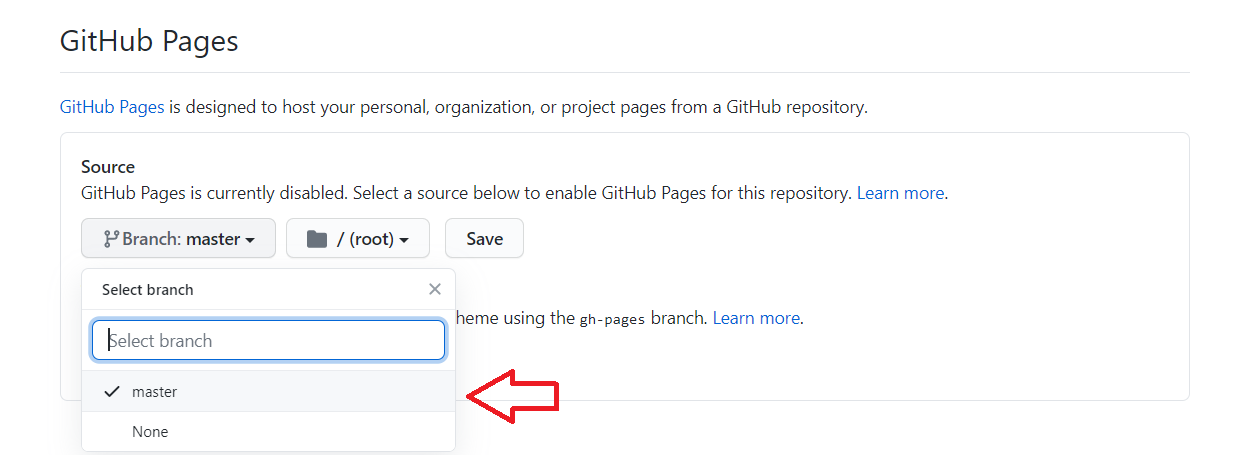 GitHub Pages
GitHub Pages is designed to host your personal, organization, or project pages from a GitHub repository.
Source
GitHub Pages is currently disabled. Select a source below to enable GitHub Pages for this repository. Learn more.
Branch: master / (root) Save
Select branch
heme using the gh-pages branch. Learn more.
Select branch
master
None